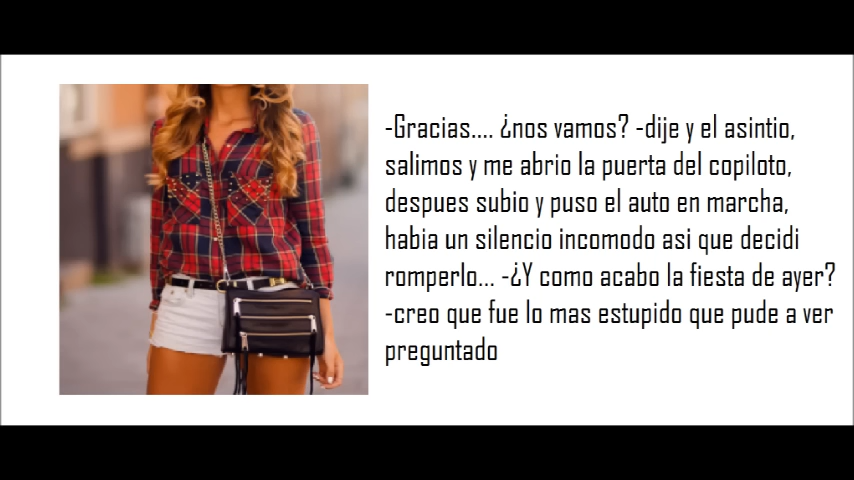 -Gracias.... ¿nos vamos? -dije y el asintio,
salimos y me abrio la puerta del copiloto,
despues subio y puso el auto en marcha,
habia un silencio incomodo asi que decidi
romperlo... -¿Y como acabo la fiesta de ayer?
-creo que fue lo mas estupido que pude a ver
preguntado